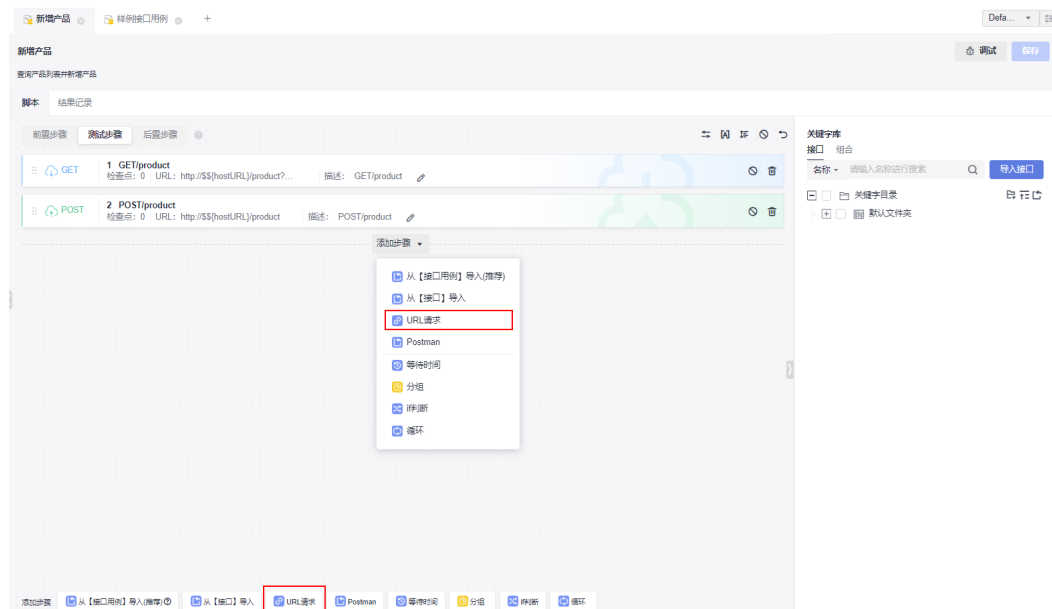 新增产品 样例接口用例 + Defa...
新增产品 调试 保存
查询产品列表并新增产品
脚本 结果记录
前置步骤 测试步骤 后置步骤
GET 1 GET/product
检查点: 0 URL: http://$${hostURL}/product?... 描述: GET/product
POST 2 POST/product
检查点: 0 URL: http://$${hostURL}/product 描述: POST/product
添加步骤
从【接口用例】导入(推荐)
从【接口】导入
URL请求
Postman
等待时间
分组
if判断
循环
关键字库
接口 组合
名称 请输入名称进行搜索 导入接口
关键字目录
默认文件夹
添加步骤 从【接口用例】导入(推荐) 从【接口】导入 URL请求 Postman 等待时间 分组 if判断 循环